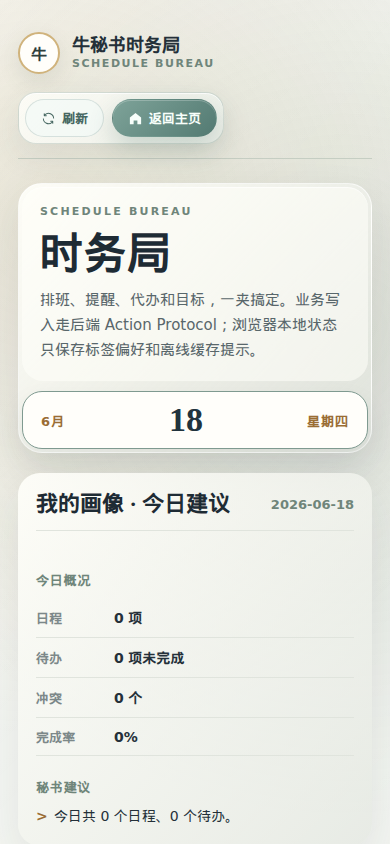 牛
牛秘书时务局
SCHEDULE BUREAU
刷新
返回主页
SCHEDULE BUREAU
时务局
排班、提醒、代办和目标，一夹搞定。业务写
入走后端 Action Protocol；浏览器本地状态
只保存标签偏好和离线缓存提示。
6月 18 星期四
我的画像 · 今日建议 2026-06-18
今日概况
日程 0 项
待办 0 项未完成
冲突 0 个
完成率 0%
秘书建议
> 今日共 0 个日程、0 个待办。